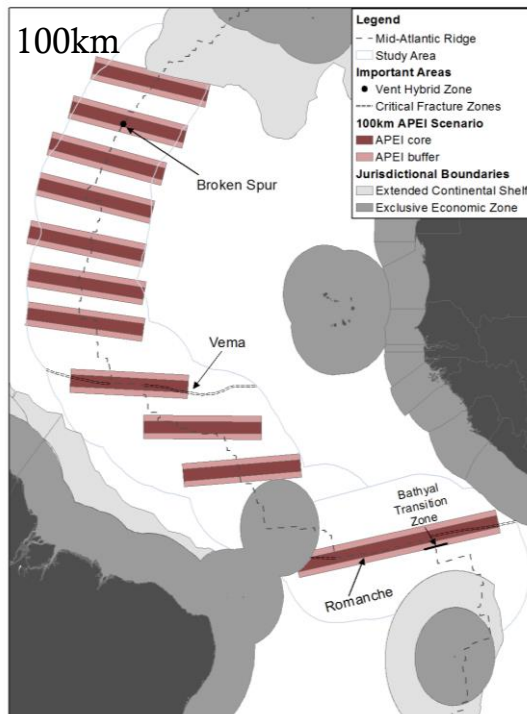 100km
Legend
Mid-Atlantic Ridge
Study Area
Important Areas
Vent Hybrid Zone
Critical Fracture Zones
100km APEI Scenario
APEI core
APEI buffer
Jurisdictional Boundaries
Extended Continental Shelf
Exclusive Economic Zone
Broken Spur
Vema
Bathyal
Transition
Zone
Romanche